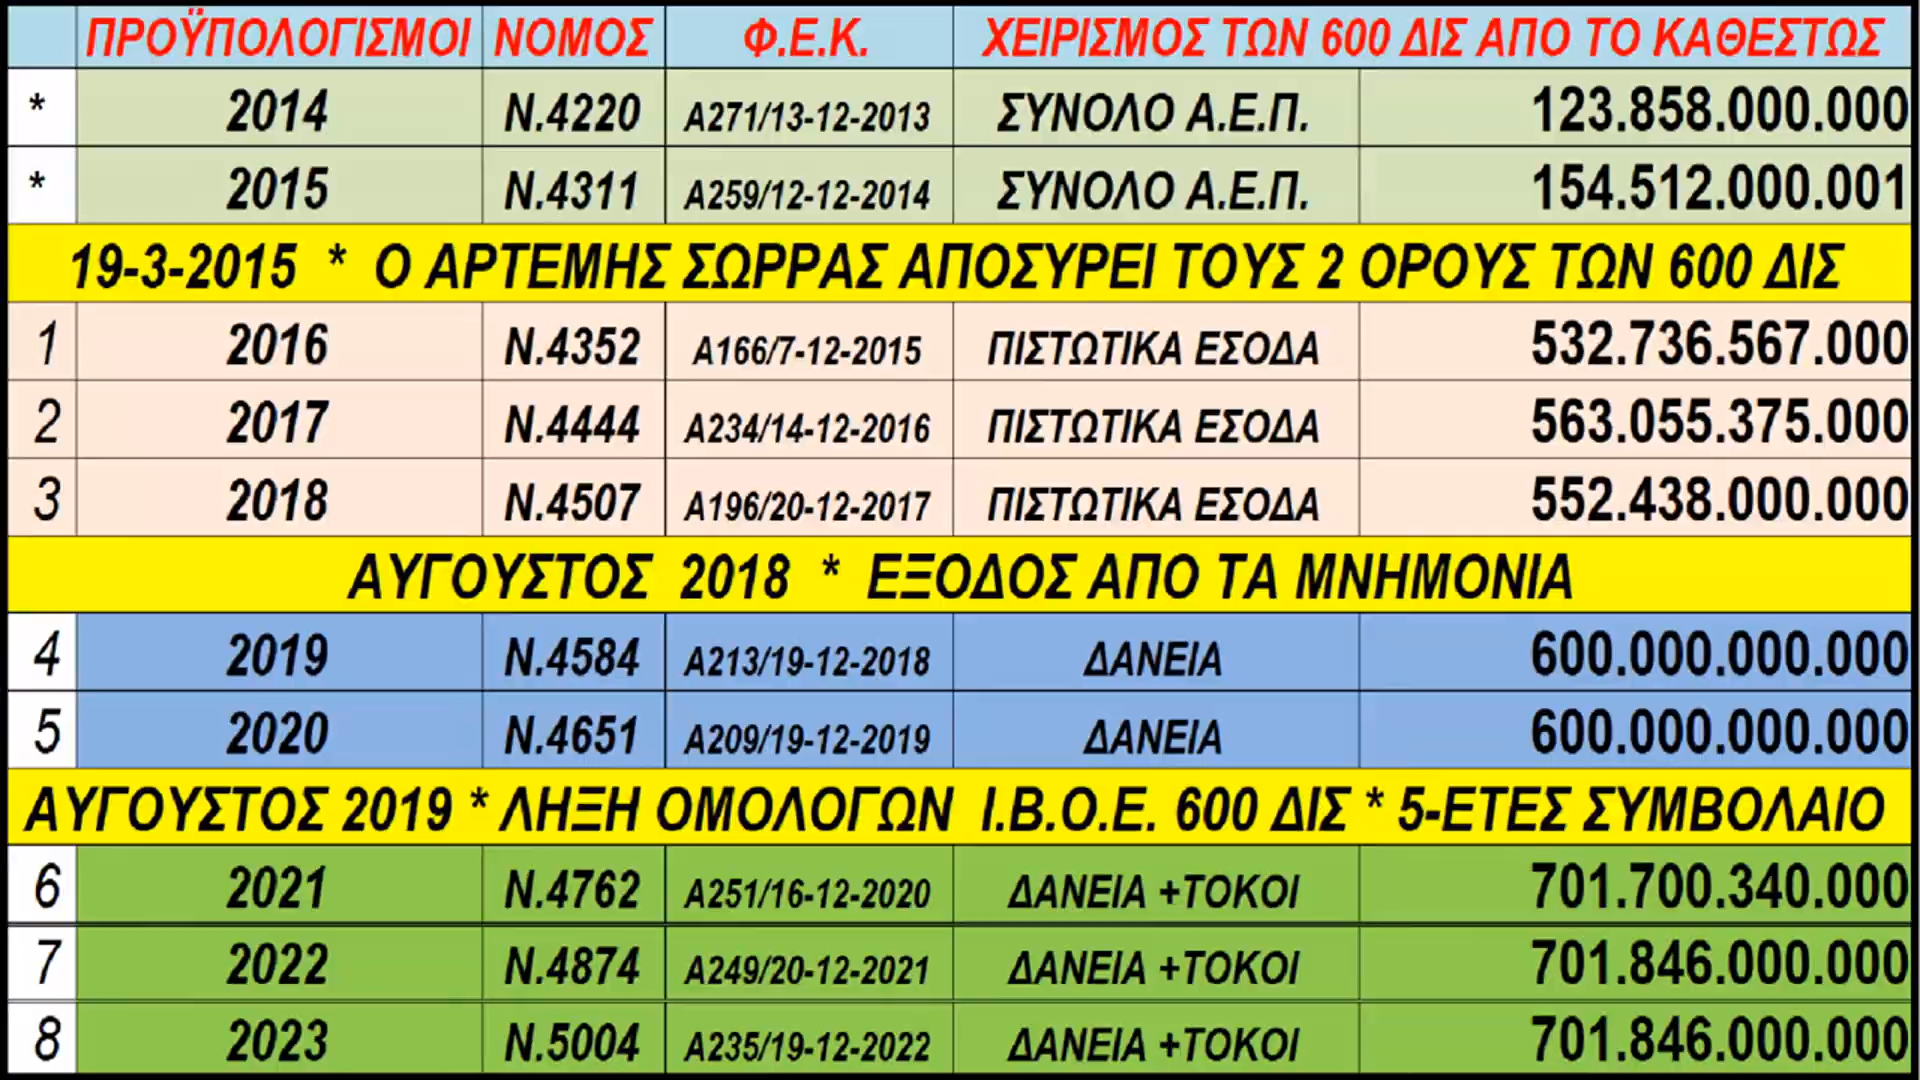 ΠΡΟΫΠΟΛΟΓΙΣΜΟΙ ΝΟΜΟΣ Φ.Ε.Κ. ΧΕΙΡΙΣΜΟΣ ΤΩΝ 600 ΔΙΣ ΑΠΟ ΤΟ ΚΑΘΕΣΤΩΣ
* 2014 Ν.4220 Α271/13-12-2013 ΣΥΝΟΛΟ Α.Ε.Π. 123.858.000.000
* 2015 Ν.4311 Α259/12-12-2014 ΣΥΝΟΛΟ Α.Ε.Π. 154.512.000.001
19-3-2015 * Ο ΑΡΤΕΜΗΣ ΣΩΡΡΑΣ ΑΠΟΣΥΡΕΙ ΤΟΥΣ 2 ΟΡΟΥΣ ΤΩΝ 600 ΔΙΣ
1 2016 Ν.4352 Α166/7-12-2015 ΠΙΣΤΩΤΙΚΑ ΕΣΟΔΑ 532.736.567.000
2 2017 Ν.4444 Α234/14-12-2016 ΠΙΣΤΩΤΙΚΑ ΕΣΟΔΑ 563.055.375.000
3 2018 Ν.4507 Α196/20-12-2017 ΠΙΣΤΩΤΙΚΑ ΕΣΟΔΑ 552.438.000.000
ΑΥΓΟΥΣΤΟΣ 2018 * ΕΞΟΔΟΣ ΑΠΟ ΤΑ ΜΝΗΜΟΝΙΑ
4 2019 Ν.4584 Α213/19-12-2018 ΔΑΝΕΙΑ 600.000.000.000
5 2020 Ν.4651 Α209/19-12-2019 ΔΑΝΕΙΑ 600.000.000.000
ΑΥΓΟΥΣΤΟΣ 2019 * ΛΗΞΗ ΟΜΟΛΟΓΩΝ Ι.Β.Ο.Ε. 600 ΔΙΣ * 5-ΕΤΕΣ ΣΥΜΒΟΛΑΙΟ
6 2021 Ν.4762 Α251/16-12-2020 ΔΑΝΕΙΑ +ΤΟΚΟΙ 701.700.340.000
7 2022 Ν.4874 Α249/20-12-2021 ΔΑΝΕΙΑ +ΤΟΚΟΙ 701.846.000.000
8 2023 Ν.5004 Α235/19-12-2022 ΔΑΝΕΙΑ +ΤΟΚΟΙ 701.846.000.000